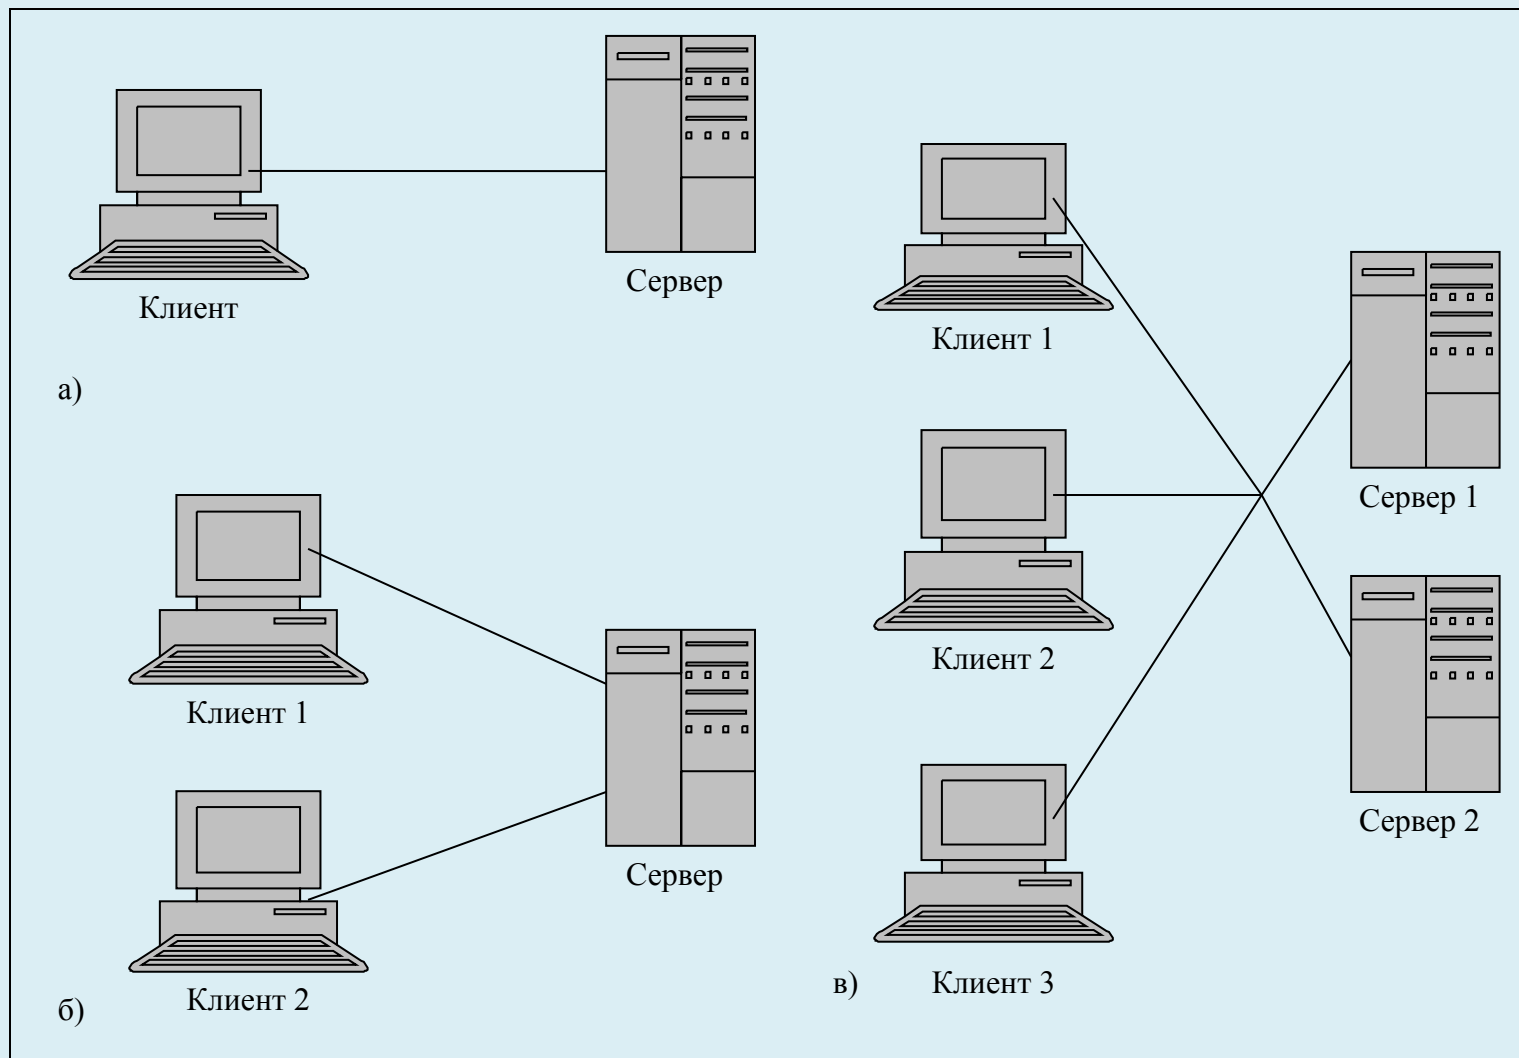 Клиент
Сервер
а)
Клиент 1
Клиент 2
Сервер
б)
Клиент 1
Клиент 2
Клиент 3
Сервер 1
Сервер 2
в)